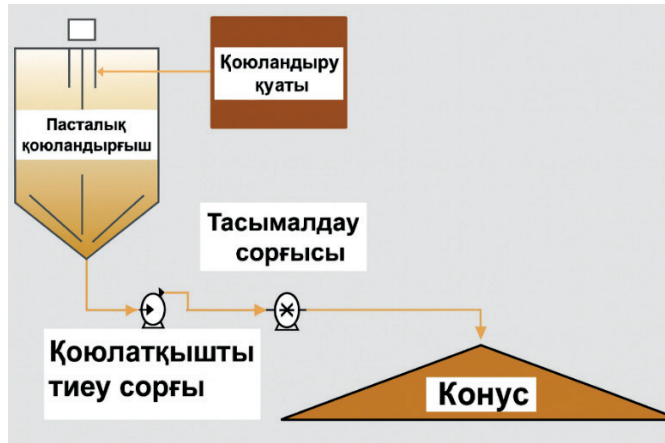 Қоюландыру
қуаты
Пасталық
қоюландырғыш
Тасымалдау
сорғысы
Қоюлатқышты
тиеу сорғы
Конус